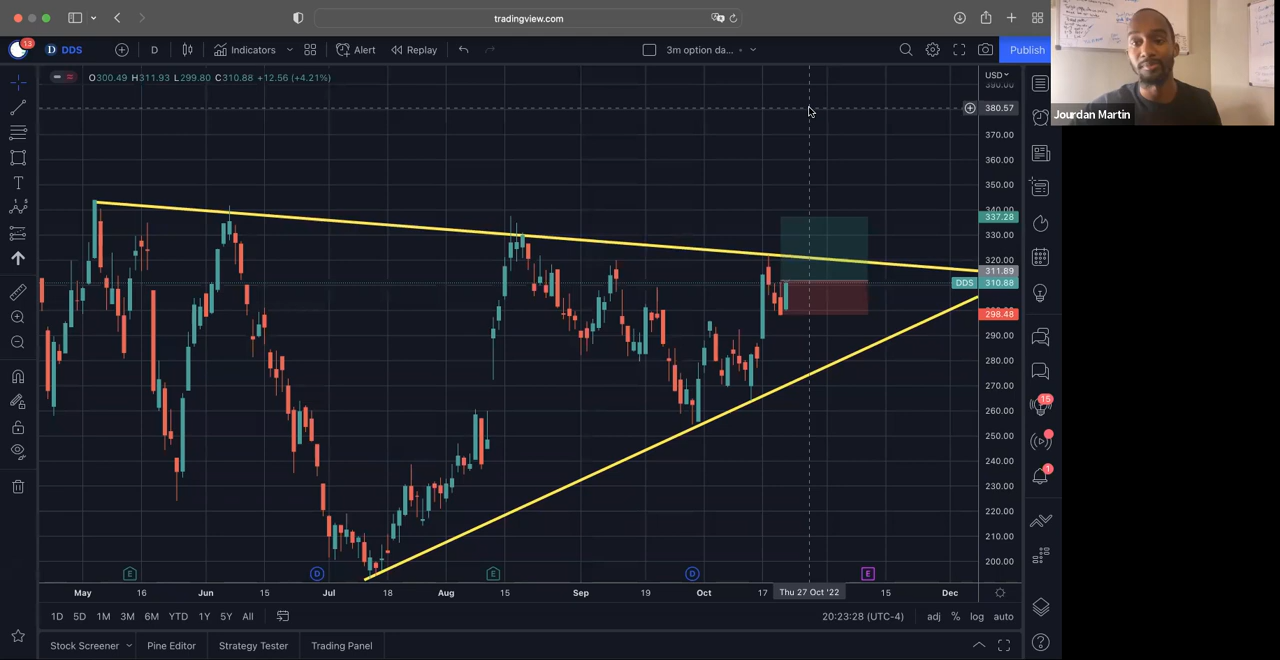 tradingview.com
13
DDS
D
Indicators
Alert
Replay
3m option da...
Publish
O300.49 H311.93 L299.80 C310.88 +12.56 (+4.21%)
USD
390.00
380.57
370.00
360.00
350.00
340.00
337.28
330.00
320.00
311.89
DDS 310.88
298.48
290.00
280.00
270.00
260.00
250.00
240.00
230.00
220.00
210.00
200.00
E D E D E
May 16 Jun 15 Jul 18 Aug 15 Sep 19 Oct 17 Thu 27 Oct '22 15 Dec
1D 5D 1M 3M 6M YTD 1Y 5Y All
20:23:28 (UTC-4)
adj % log auto
Stock Screener
Pine Editor
Strategy Tester
Trading Panel
Jourdan Martin
15
1